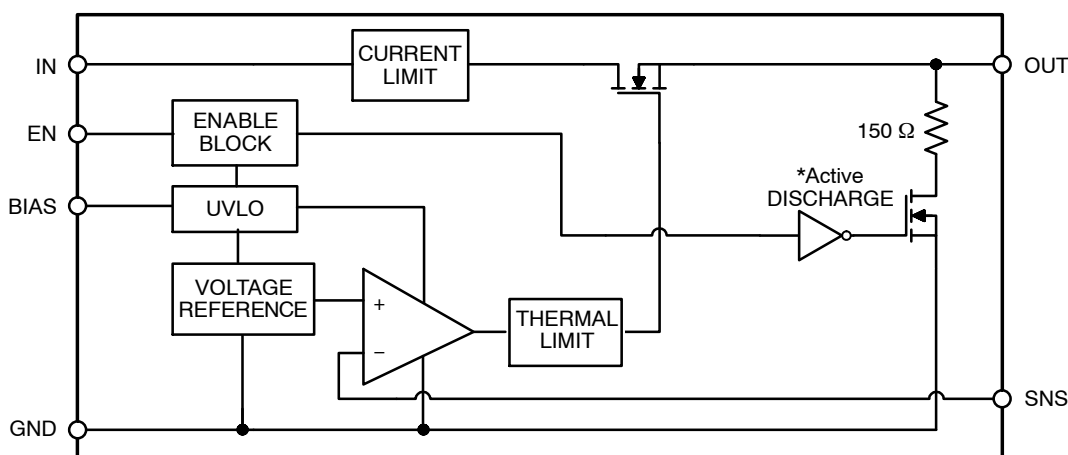 IN
CURRENT
LIMIT
OUT
EN
ENABLE
BLOCK
150 Ω
*Active
DISCHARGE
BIAS
UVLO
VOLTAGE
REFERENCE
+
−
THERMAL
LIMIT
SNS
GND